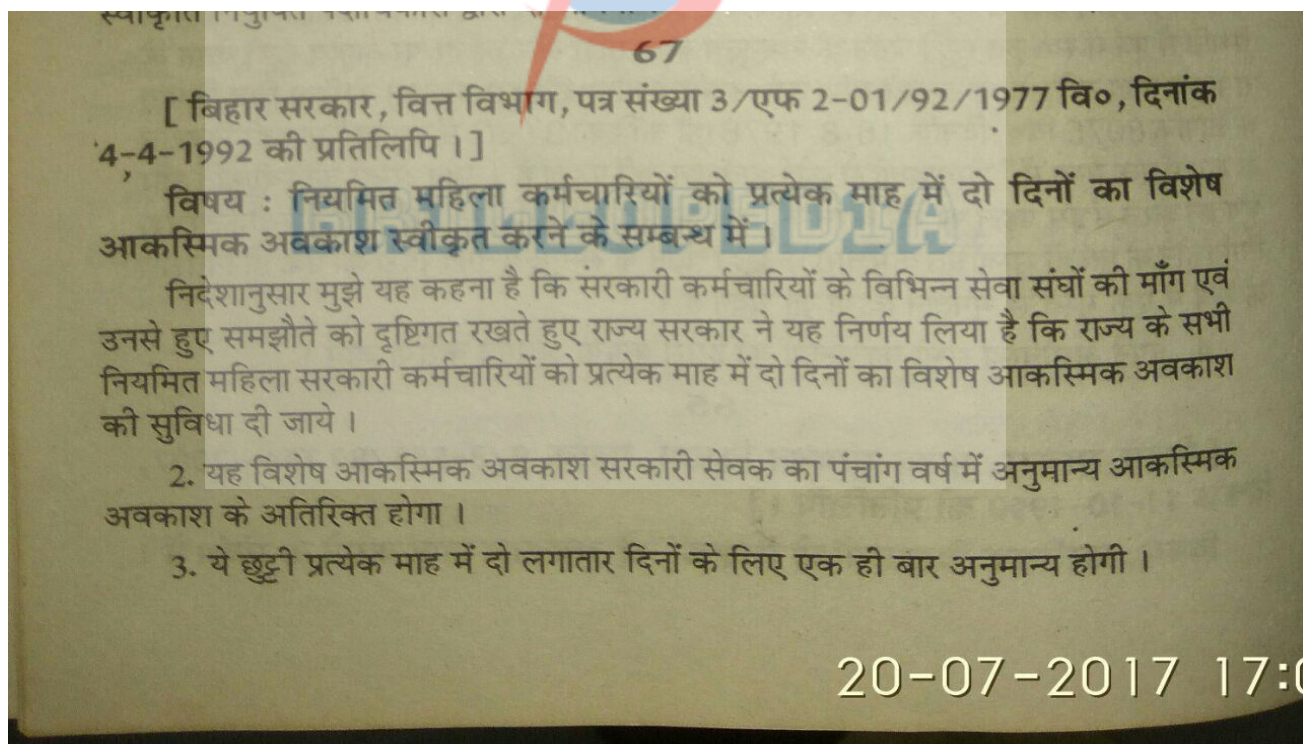 67
[ बिहार सरकार, वित्त विभाग, पत्र संख्या 3/एफ 2-01/92/1977 वि०, दिनांक
4-4-1992 की प्रतिलिपि । ]
विषय : नियमित महिला कर्मचारियों को प्रत्येक माह में दो दिनों का विशेष
आकस्मिक अवकाश स्वीकृत करने के सम्बन्ध में ।
निदेशानुसार मुझे यह कहना है कि सरकारी कर्मचारियों के विभिन्न सेवा संघों की माँग एवं
उनसे हुए समझौते को दृष्टिगत रखते हुए राज्य सरकार ने यह निर्णय लिया है कि राज्य के सभी
नियमित महिला सरकारी कर्मचारियों को प्रत्येक माह में दो दिनों का विशेष आकस्मिक अवकाश
की सुविधा दी जाये ।
2. यह विशेष आकस्मिक अवकाश सरकारी सेवक का पंचांग वर्ष में अनुमान्य आकस्मिक
अवकाश के अतिरिक्त होगा ।
3. ये छुट्टी प्रत्येक माह में दो लगातार दिनों के लिए एक ही बार अनुमान्य होगी ।
20-07-2017 17:0